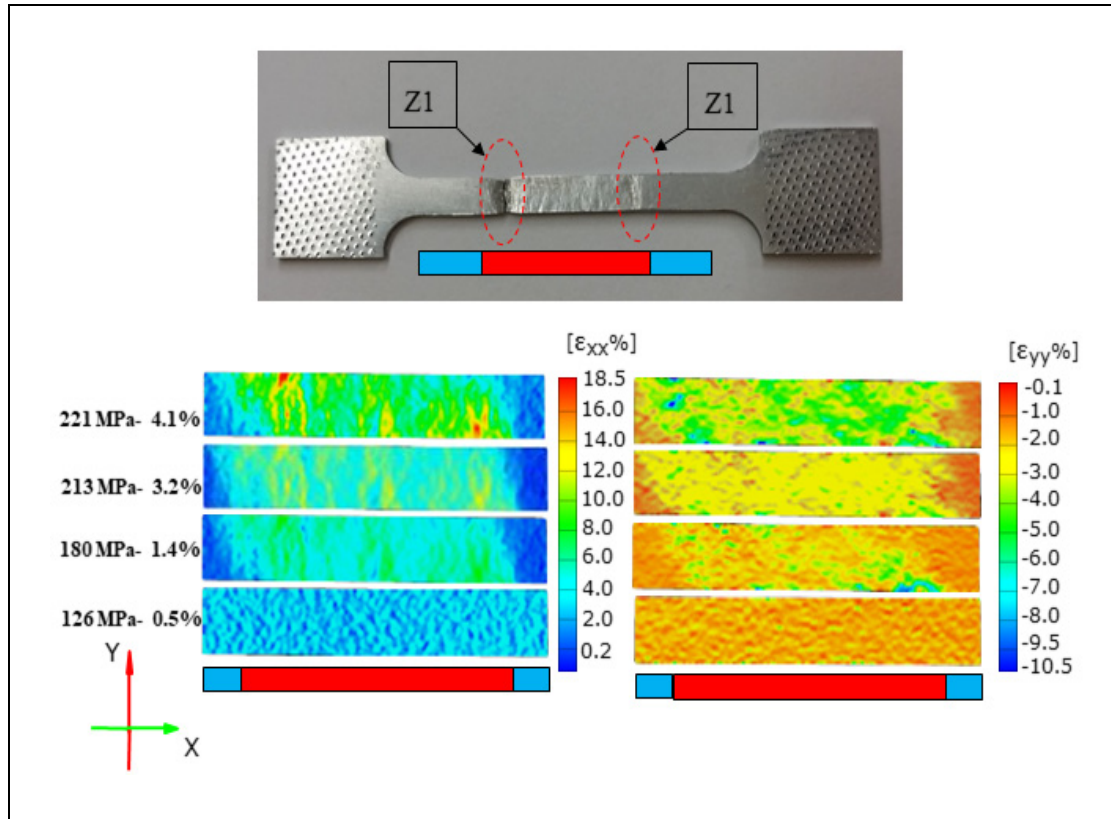 Z1
Z1
[εxx%]
[εyy%]
221 MPa- 4.1%
213 MPa- 3.2%
180 MPa- 1.4%
126 MPa- 0.5%
18.5
16.0
14.0
12.0
10.0
8.0
6.0
4.0
2.0
0.2
-0.1
-1.0
-2.0
-3.0
-4.0
-5.0
-6.0
-7.0
-8.0
-9.5
-10.5
Y
X